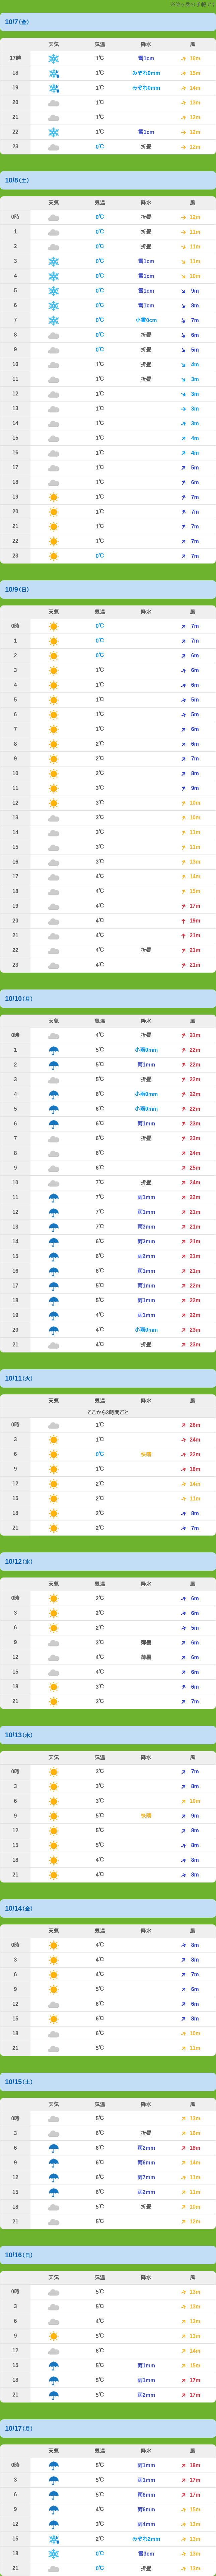 10/7(金)
天気 気温 降水 風
17時 1℃ 雪1cm 16m
18 1℃ みぞれ0mm 15m
19 1℃ みぞれ0mm 14m
20 1℃ 15m
21 1℃ 12m
22 1℃ 雪1cm 12m
23 0℃ 折曇 12m
10/8(土)
天気 気温 降水 風
0時 0℃ 折曇 12m
1 0℃ 折曇 11m
2 0℃ 折曇 11m
3 0℃ 雪1cm 11m
4 0℃ 雪1cm 10m
5 0℃ 雪1cm 9m
6 0℃ 雪1cm 8m
7 0℃ 小雪0cm 7m
8 0℃ 折曇 6m
9 0℃ 折曇 5m
10 1℃ 折曇 4m
11 1℃ 折曇 3m
12 1℃ 3m
13 1℃ 3m
14 1℃ 3m
15 1℃ 4m
16 1℃ 4m
17 1℃ 5m
18 1℃ 6m
19 1℃ 7m
20 1℃ 7m
21 1℃ 7m
22 1℃ 7m
23 0℃ 7m
10/9(日)
天気 気温 降水 風
0時 0℃ 7m
1 0℃ 7m
2 0℃ 6m
3 1℃ 6m
4 1℃ 6m
5 1℃ 5m
6 1℃ 5m
7 1℃ 6m
8 2℃ 6m
9 2℃ 7m
10 2℃ 8m
11 3℃ 9m
12 3℃ 10m
13 3℃ 10m
14 3℃ 11m
15 3℃ 11m
16 3℃ 12m
17 4℃ 14m
18 4℃ 15m
19 4℃ 17m
20 4℃ 19m
21 4℃ 21m
22 4℃ 折曇 21m
23 4℃ 21m
10/10(月)
天気 気温 降水 風
0時 4℃ 折曇 21m
1 5℃ 小雨0mm 22m
2 5℃ 雨1mm 22m
3 5℃ 折曇 22m
4 6℃ 小雨0mm 22m
5 6℃ 小雨0mm 22m
6 6℃ 雨1mm 23m
7 6℃ 折曇 23m
8 6℃ 24m
9 6℃ 25m
10 7℃ 折曇 24m
11 7℃ 雨1mm 22m
12 7℃ 雨1mm 21m
13 7℃ 雨3mm 21m
14 6℃ 雨3mm 21m
15 6℃ 雨2mm 21m
16 6℃ 雨1mm 21m
17 5℃ 雨1mm 22m
18 5℃ 雨1mm 22m
19 4℃ 雨1mm 22m
20 4℃ 小雨0mm 23m
21 4℃ 折曇 23m
10/11(火)
天気 気温 降水 風
ここから3時間ごと
0時 1℃ 26m
3 1℃ 24m
6 0℃ 快晴 22m
9 1℃ 18m
12 2℃ 14m
15 2℃ 11m
18 2℃ 8m
21 2℃ 7m
10/12(水)
天気 気温 降水 風
0時 2℃ 6m
3 2℃ 6m
6 2℃ 5m
9 3℃ 薄曇 6m
12 4℃ 薄曇 6m
15 4℃ 6m
18 3℃ 6m
21 3℃ 7m
10/13(木)
天気 気温 降水 風
0時 3℃ 7m
3 3℃ 8m
6 3℃ 10m
9 5℃ 快晴 9m
12 5℃ 8m
15 5℃ 8m
18 4℃ 8m
21 4℃ 8m
10/14(金)
天気 気温 降水 風
0時 4℃ 8m
3 4℃ 8m
6 4℃ 7m
9 5℃ 6m
12 6℃ 6m
15 6℃ 8m
18 6℃ 10m
21 5℃ 11m
10/15(土)
天気 気温 降水 風
0時 5℃ 13m
3 6℃ 折曇 16m
6 6℃ 雨2mm 18m
9 6℃ 雨6mm 14m
12 6℃ 雨7mm 11m
15 6℃ 雨2mm 11m
18 5℃ 折曇 10m
21 5℃ 12m
10/16(日)
天気 気温 降水 風
0時 5℃ 13m
3 5℃ 13m
6 4℃ 13m
9 5℃ 13m
12 6℃ 14m
15 5℃ 雨1mm 15m
18 5℃ 雨1mm 17m
21 5℃ 雨2mm 17m
10/17(月)
天気 気温 降水 風
0時 5℃ 雨1mm 18m
3 5℃ 雨1mm 17m
6 5℃ 雨6mm 17m
9 4℃ 雨6mm 15m
12 3℃ 雨4mm 13m
15 2℃ みぞれ2mm 13m
18 0℃ 雪3cm 13m
21 0℃ 折曇 13m